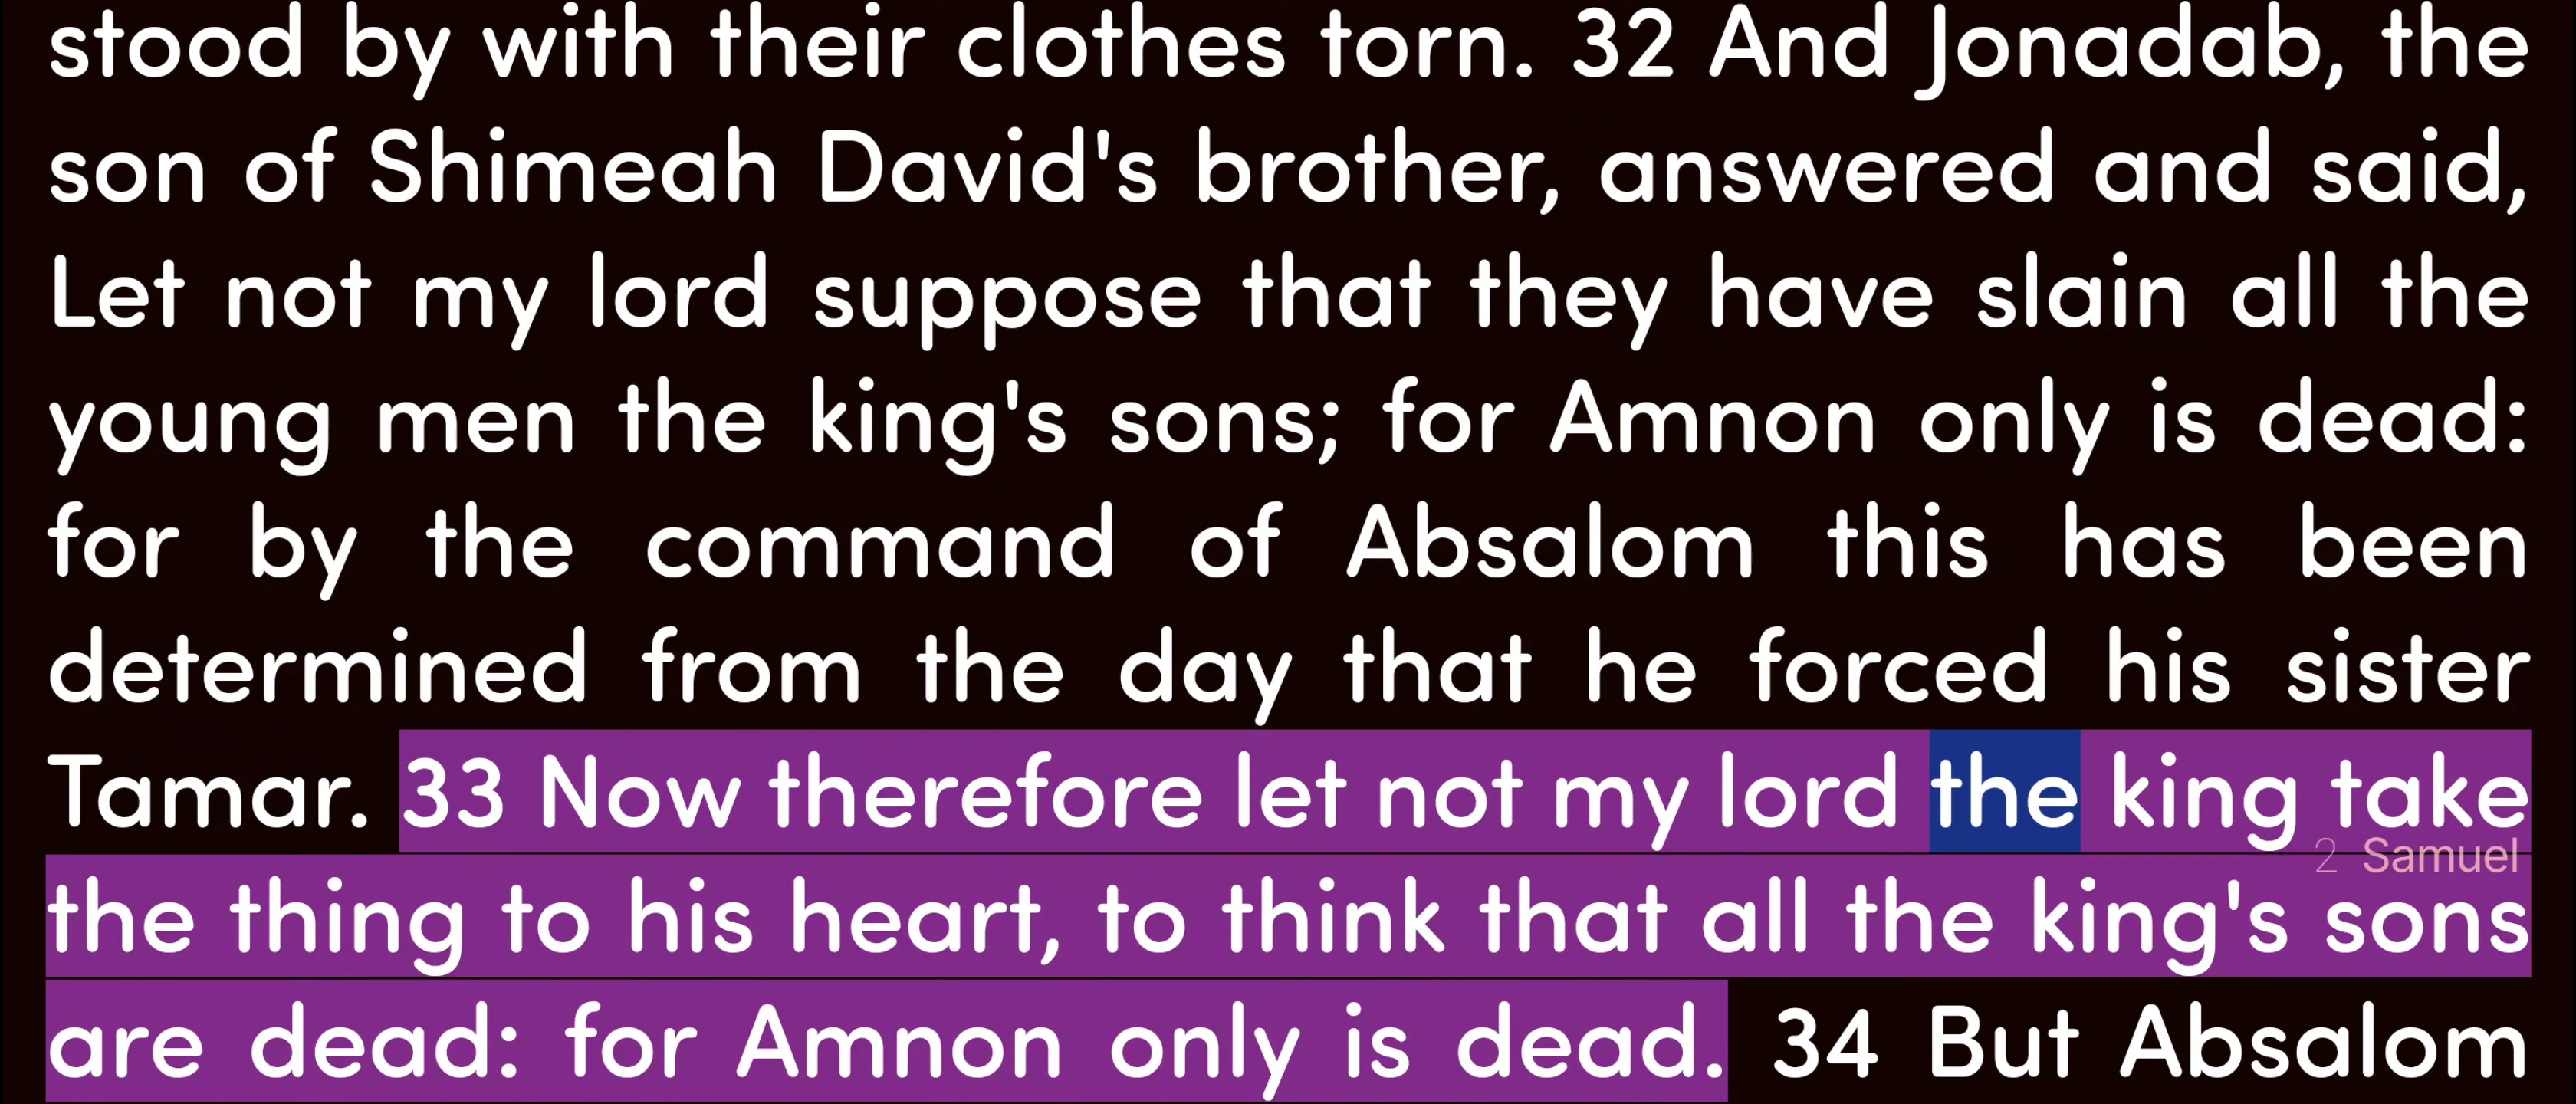 stood by with their clothes torn. 32 And Jonadab, the
son of Shimeah David's brother, answered and said,
Let not my lord suppose that they have slain all the
young men the king's sons; for Amnon only is dead:
for by the command of Absalom this has been
determined from the day that he forced his sister
Tamar. 33 Now therefore let not my lord the king take
2 Samuel
the thing to his heart, to think that all the king's sons
are dead: for Amnon only is dead. 34 But Absalom